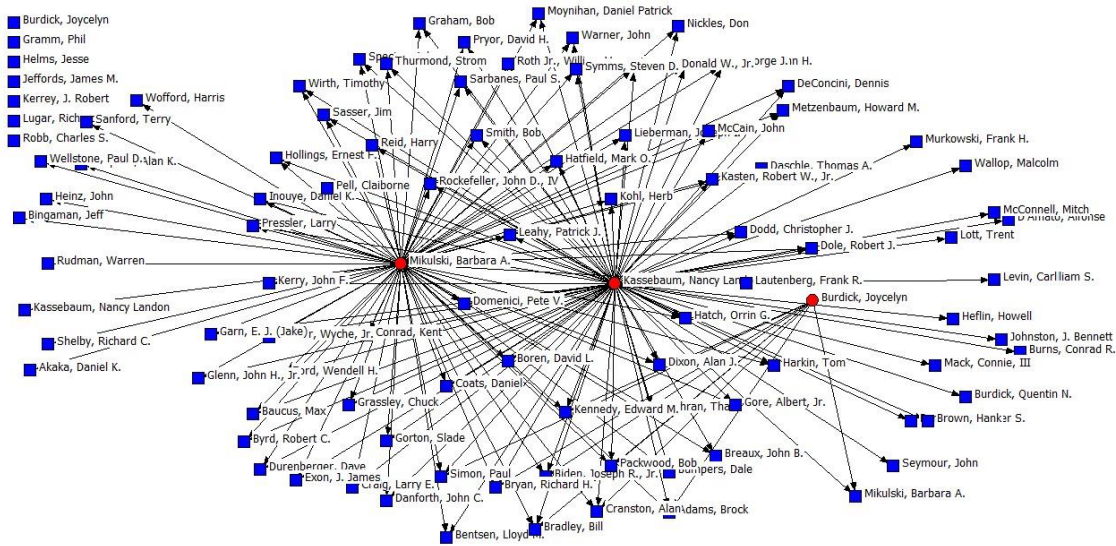 Burdick, Joycelyn
Gramm, Phil
Helms, Jesse
Jeffords, James M.
Kerrey, J. Robert
Lugar,
Robb, Charles S.
Graham, Bob
Moynihan, Daniel Patrick
Nickles, Don
Pryor, David H.
Warner, John
Thurmond, Strom
Roth Jr.,
Symms, Steven D.
Donald W., Jr.
Sarbanes, Paul S.
Wirth, Timothy
DeConcini, Dennis
Wofford, Harris
Sanford, Terry
Sasser, Jim
Metzenbaum, Howard M.
Smith, Bob
Lieberman,
McCain, John
Reid, Harry
Murkowski, Frank H.
Wellstone, Paul D.
Alan K.
Hollings, Ernest F.
Hatfield, Mark O.
Daschle, Thomas A.
Wallop, Malcolm
Kasten, Robert W., Jr.
Pell, Claiborne
Rockefeller, John D., IV
Heinz, John
Inouye, Daniel K.
Kohl, Herb
Bingaman, Jeff
Pressler, Larry
McConnell, Mitch
Leahy, Patrick J.
Dodd, Christopher J.
Lott, Trent
Dole, Robert J.
Rudman, Warren
Mikulski, Barbara A.
Kerry, John F.
Kassebaum, Nancy
Lautenberg, Frank R.
Levin,
Kassebaum, Nancy Landon
Domenici, Pete V.
Burdick, Joycelyn
Hatch, Orrin G.
Heflin, Howell
Garn, E. J. (Jake)
Wyche, Jr.
Conrad, Kent
Shelby, Richard C.
Johnston, J. Bennett
Burns, Conrad R.
Akaka, Daniel K.
Glenn, John H., Jr.
Wendell H.
Boren, David L.
Dixon, Alan J.
Harkin, Tom
Mack, Connie, III
Coats, Daniel
Burdick, Quentin N.
Baucus, Max
Grassley, Chuck
Kennedy, Edward M.
Gore, Albert, Jr.
Brown,
Byrd, Robert C.
Gorton, Slade
Breaux, John B.
Durenberger, Dave
Exon, J. James
Craig, Larry E.
Simon, Paul
Bryan, Richard H.
Biden, Joseph R., Jr.
Packwood, Bob
Bumpers, Dale
Seymour, John
Danforth, John C.
Mikulski, Barbara A.
Cranston, Alan
Adams, Brock
Bradley, Bill
Bentsen, Lloyd M.